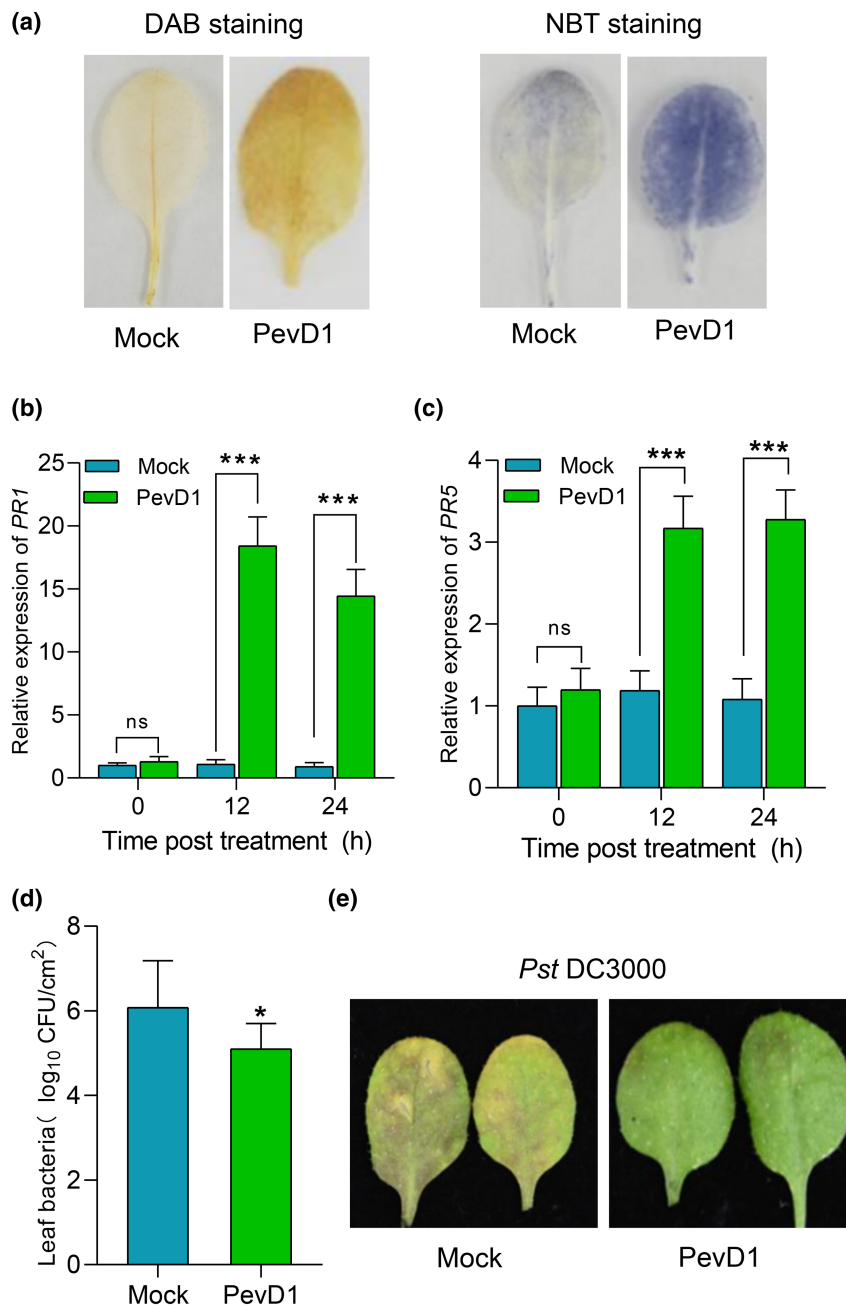 (a)
DAB staining
NBT staining
Mock
PevD1
Mock
PevD1
(b)
Relative expression of PR1
25
20
15
10
5
0
Mock
PevD1
ns
***
***
0
12
24
Time post treatment (h)
(c)
Relative expression of PR5
4
3
2
1
0
Mock
PevD1
ns
***
***
0
12
24
Time post treatment (h)
(d)
Leaf bacteria( log10 CFU/cm²)
8
6
4
2
0
*
Mock
PevD1
(e)
Pst DC3000
Mock
PevD1